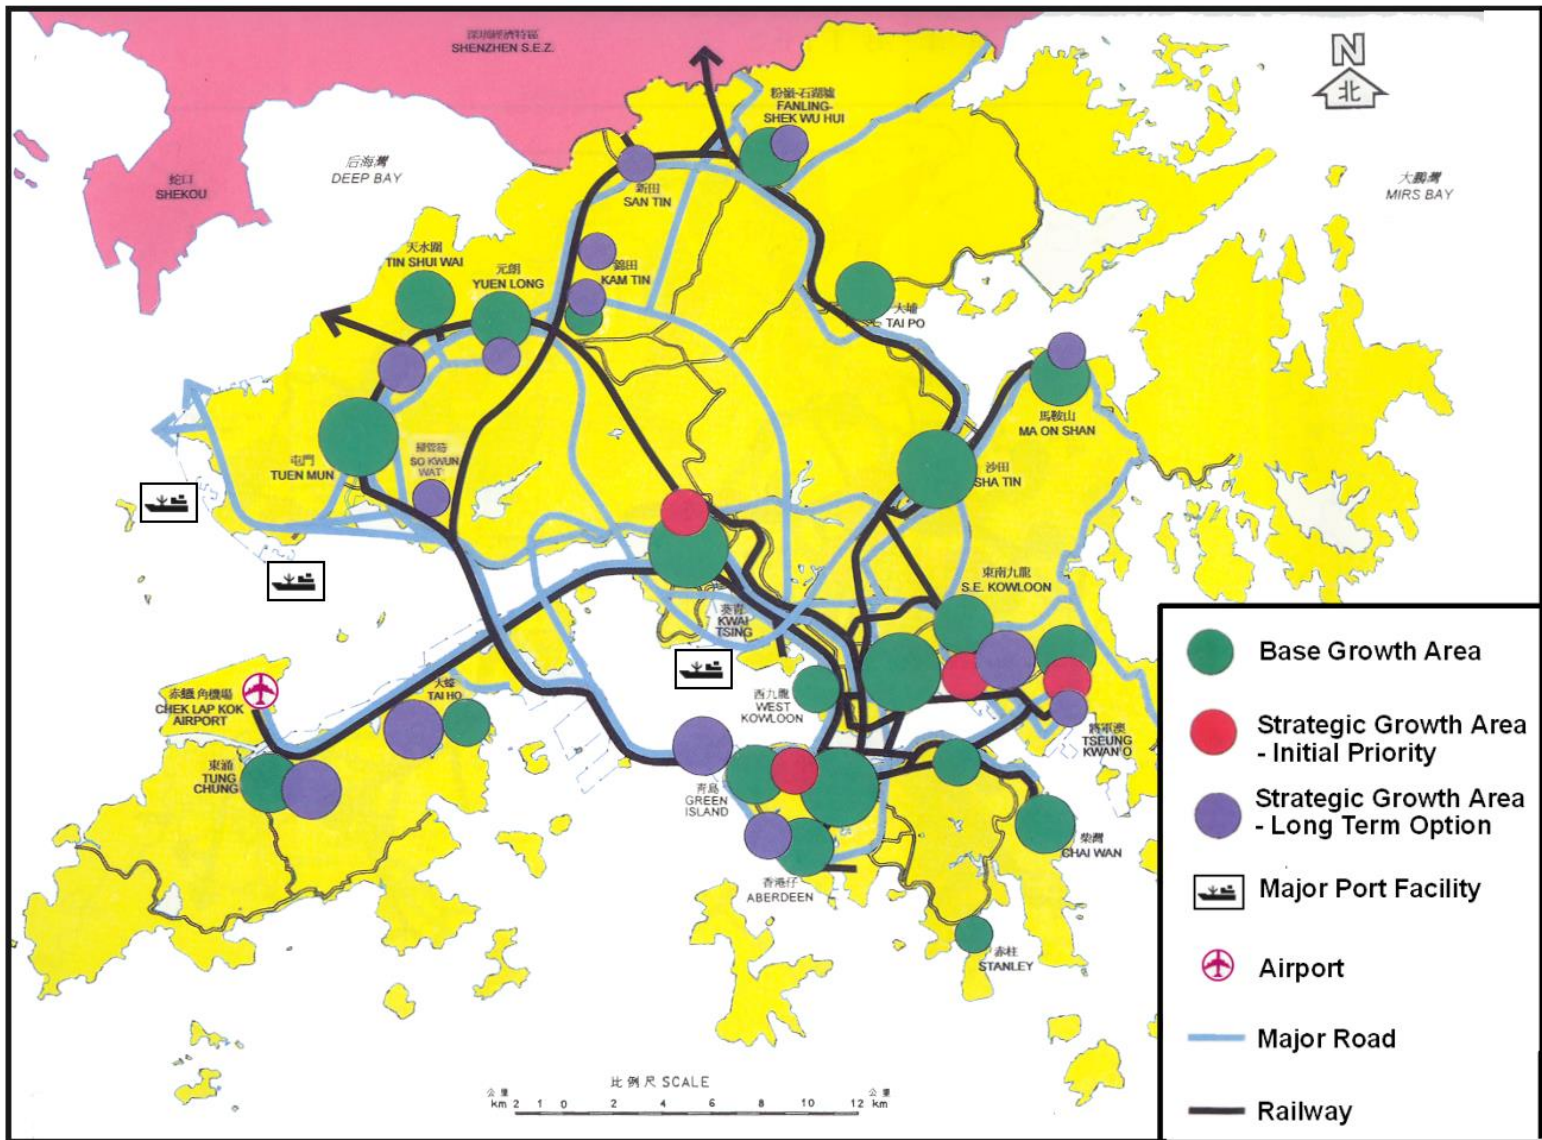 深圳經濟特區
SHENZHEN S.E.Z.
N
北
粉嶺-石湖墟
FANLING-
SHEK WU HUI
后海灣
DEEP BAY
蛇口
SHEKOU
大鵬灣
MIRS BAY
新田
SAN TIN
天水圍
TIN SHUI WAI
元朗
YUEN LONG
錦田
KAM TIN
大埔
TAI PO
馬鞍山
MA ON SHAN
屯門
TUEN MUN
掃管笏
SO KWUN
WAT
沙田
SHA TIN
東南九龍
S.E. KOWLOON
葵青
KWAI
TSING
赤鱲角機場
CHEK LAP KOK
AIRPORT
大蠔
TAI HO
西九龍
WEST
KOWLOON
將軍澳
TSEUNG
KWAN O
東涌
TUNG
CHUNG
青島
GREEN
ISLAND
柴灣
CHAI WAN
香港仔
ABERDEEN
赤柱
STANLEY
Base Growth Area
Strategic Growth Area
- Initial Priority
Strategic Growth Area
- Long Term Option
Major Port Facility
Airport
Major Road
Railway
比例尺 SCALE
公里 公里
km 2 1 0 2 4 6 8 10 12 km